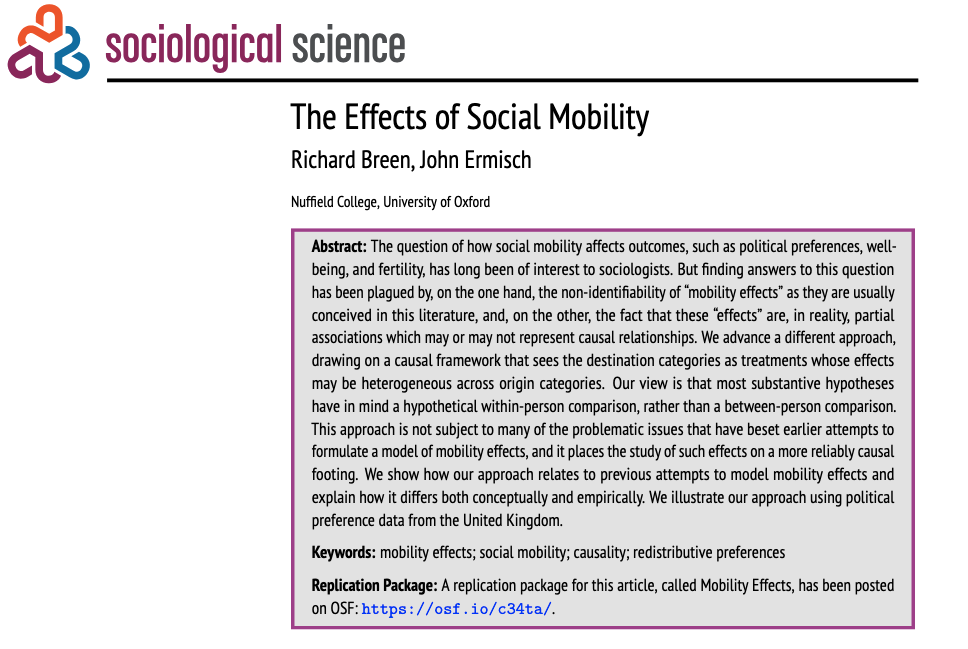 sociological science
The Effects of Social Mobility
Richard Breen, John Ermisch
Nuffield College, University of Oxford
Abstract: The question of how social mobility affects outcomes, such as political preferences, well-
being, and fertility, has long been of interest to sociologists. But finding answers to this question
has been plagued by, on the one hand, the non-identifiability of “mobility effects” as they are usually
conceived in this literature, and, on the other, the fact that these “effects” are, in reality, partial
associations which may or may not represent causal relationships. We advance a different approach,
drawing on a causal framework that sees the destination categories as treatments whose effects
may be heterogeneous across origin categories. Our view is that most substantive hypotheses
have in mind a hypothetical within-person comparison, rather than a between-person comparison.
This approach is not subject to many of the problematic issues that have beset earlier attempts to
formulate a model of mobility effects, and it places the study of such effects on a more reliably causal
footing. We show how our approach relates to previous attempts to model mobility effects and
explain how it differs both conceptually and empirically. We illustrate our approach using political
preference data from the United Kingdom.
Keywords: mobility effects; social mobility; causality; redistributive preferences
Replication Package: A replication package for this article, called Mobility Effects, has been posted
on OSF: https://osf.io/c34ta/.